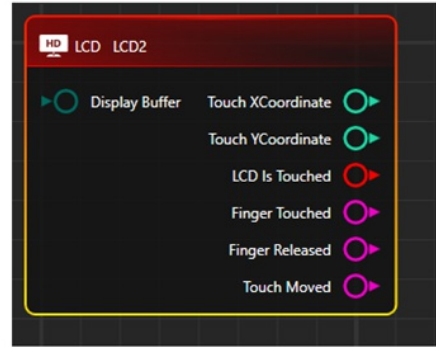 HD LCD LCD2
Display Buffer Touch XCoordinate
Touch YCoordinate
LCD Is Touched
Finger Touched
Finger Released
Touch Moved